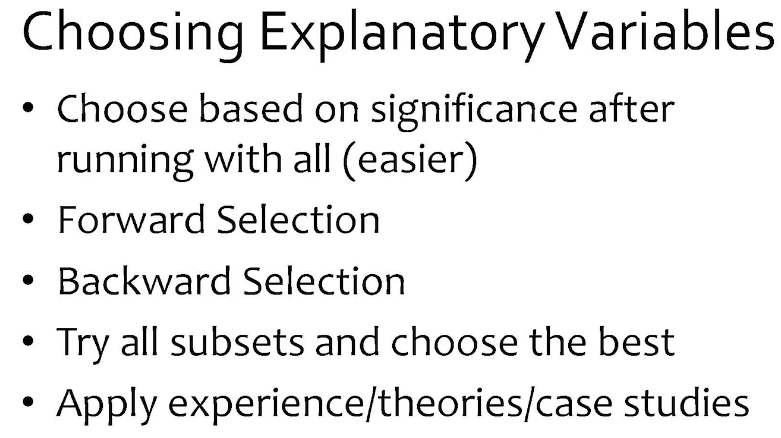 Choosing Explanatory Variables
• Choose based on significance after
running with all (easier)
• Forward Selection
• Backward Selection
• Try all subsets and choose the best
• Apply experience/theories/case studies